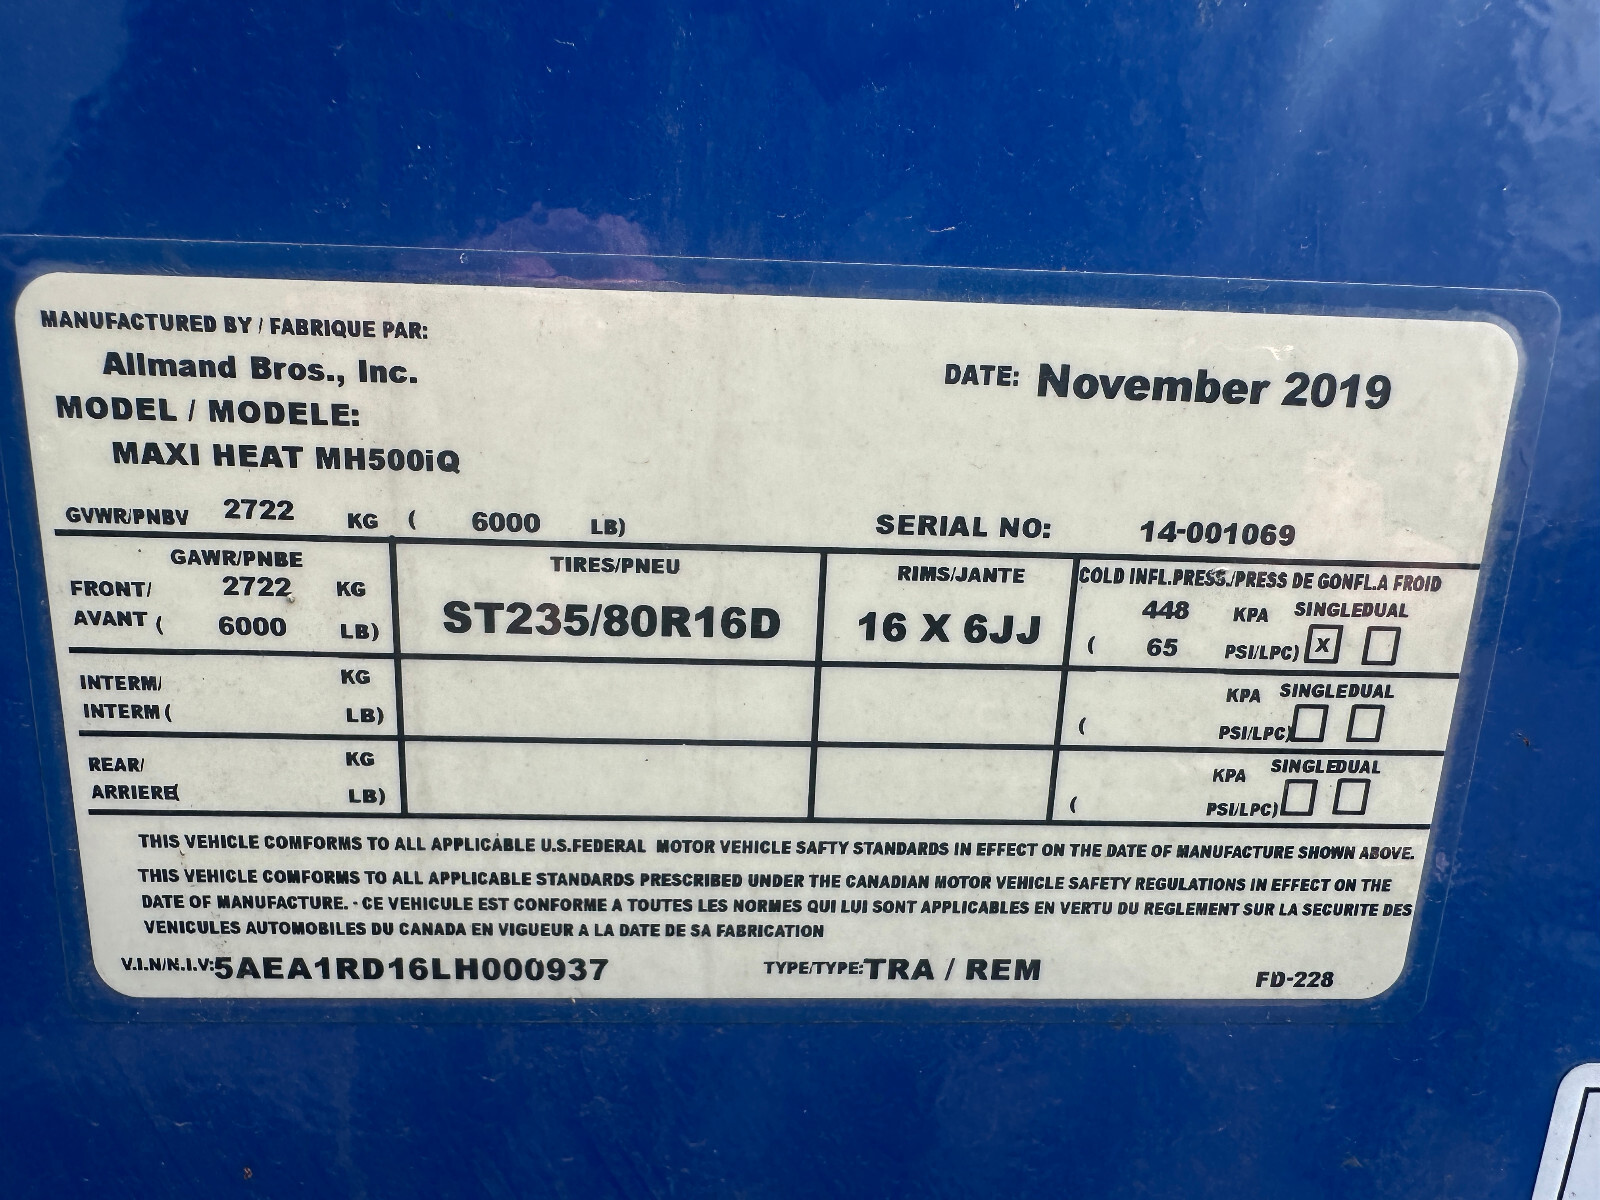 MANUFACTURED BY / FABRIQUE PAR:
Allmand Bros., Inc.
DATE: November 2019
MODEL / MODELE:
MAXI HEAT MH500iQ
GVWR/PNBV 2722 KG ( 6000 LB) SERIAL NO: 14-001069
GAWR/PNBE TIRES/PNEU RIMS/JANTE COLD INFL.PRESS./PRESS DE GONFL.A FROID
FRONT/ 2722 KG 448 KPA SINGLE DUAL
AVANT ( 6000 LB) ST235/80R16D 16 X 6JJ ( 65 PSI/LPC) X
INTERM/ KG KPA SINGLE DUAL
INTERM ( LB) ( PSI/LPC)
REAR/ KG KPA SINGLE DUAL
ARRIERE( LB) ( PSI/LPC)
THIS VEHICLE COMFORMS TO ALL APPLICABLE U.S.FEDERAL MOTOR VEHICLE SAFTY STANDARDS IN EFFECT ON THE DATE OF MANUFACTURE SHOWN ABOVE.
THIS VEHICLE COMFORMS TO ALL APPLICABLE STANDARDS PRESCRIBED UNDER THE CANADIAN MOTOR VEHICLE SAFETY REGULATIONS IN EFFECT ON THE
DATE OF MANUFACTURE. - CE VEHICULE EST CONFORME A TOUTES LES NORMES QUI LUI SONT APPLICABLES EN VERTU DU REGLEMENT SUR LA SECURITE DES
VENICULES AUTOMOBILES DU CANADA EN VIGUEUR A LA DATE DE SA FABRICATION
V.I.N/N.I.V: 5AEA1RD16LH000937 TYPE/TYPE: TRA / REM FD-228